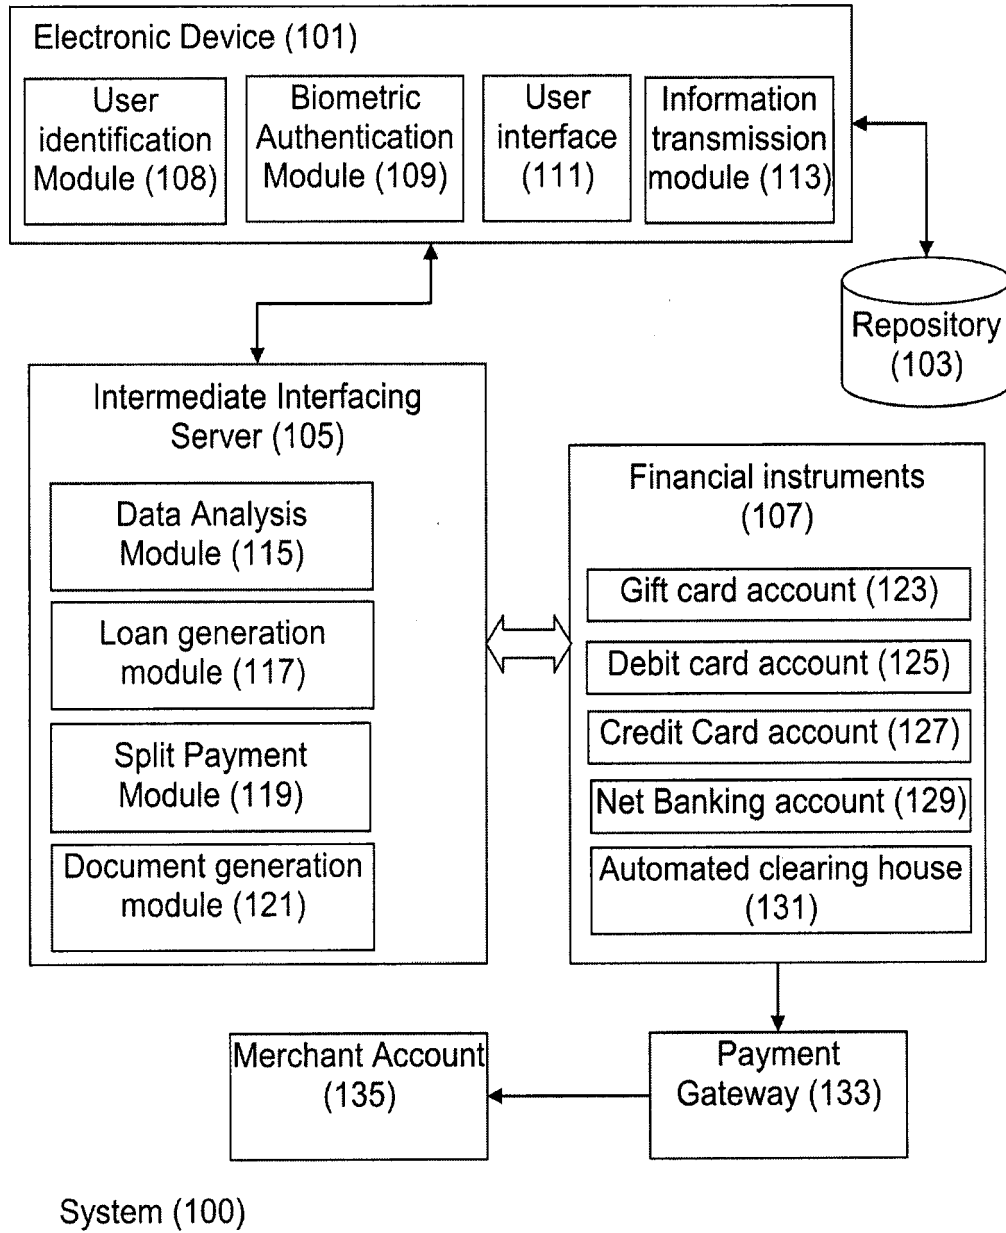 Electronic Device (101)
User
identification
Module (108)
Biometric
Authentication
Module (109)
User
interface
(111)
Information
transmission
module (113)
Repository
(103)
Intermediate Interfacing
Server (105)
Data Analysis
Module (115)
Loan generation
module (117)
Split Payment
Module (119)
Document generation
module (121)
Financial instruments
(107)
Gift card account (123)
Debit card account (125)
Credit Card account (127)
Net Banking account (129)
Automated clearing house
(131)
Merchant Account
(135)
Payment
Gateway (133)
System (100)